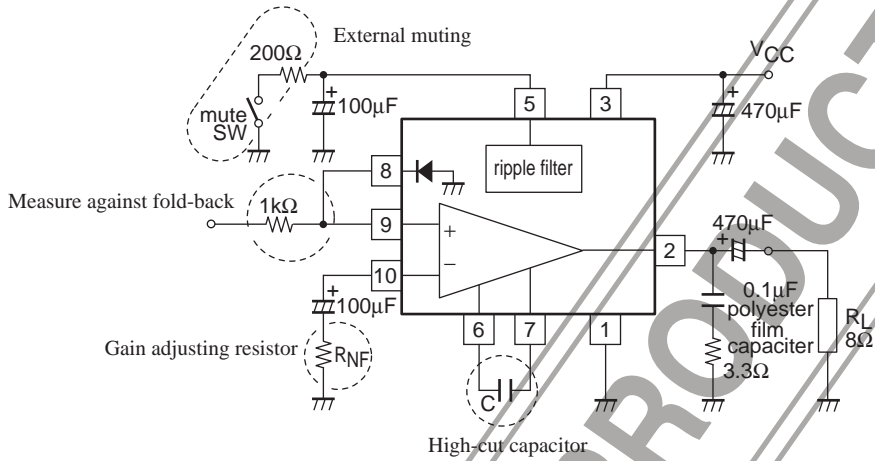 External muting
200Ω
+
100μF
mute
SW
5
3
VCC
+
470μF
ripple filter
8
Measure against fold-back
1kΩ
9
+
10
−
+
100μF
Gain adjusting resistor
RNF
6
7
1
2
470μF
+
0.1μF
polyester
film
capaciter
3.3Ω
RL
8Ω
C
High-cut capacitor
PRODUCT